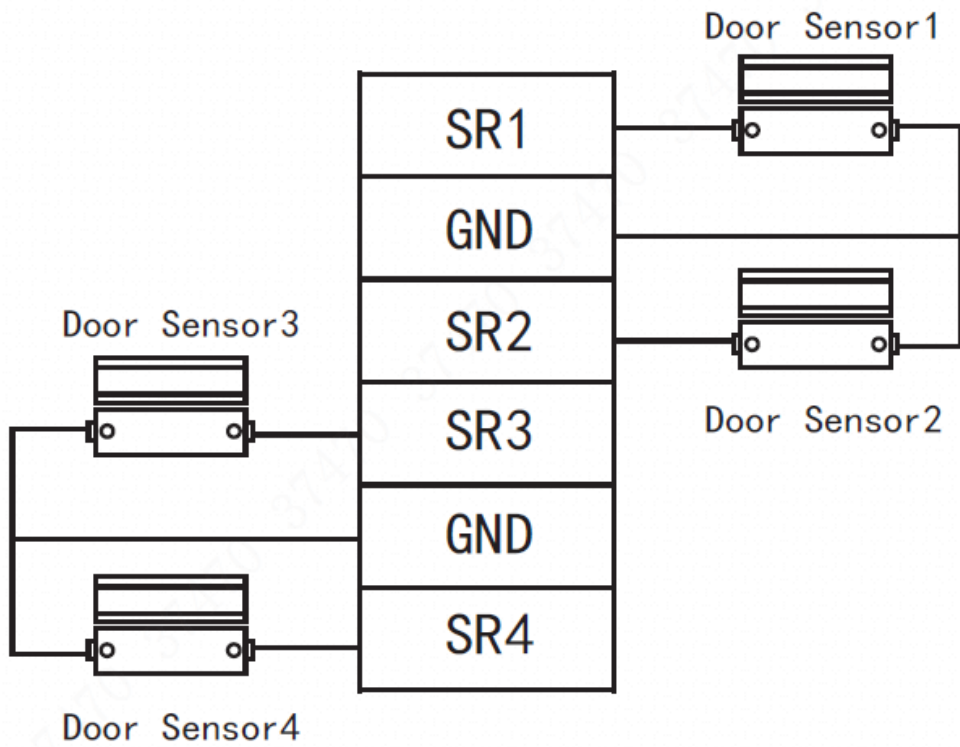 Door Sensor1
SR1
GND
SR2
Door Sensor3
Door Sensor2
SR3
GND
SR4
Door Sensor4